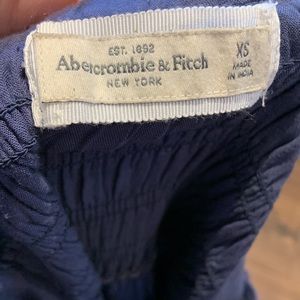 EST. 1892
Abercrombie & Fitch
NEW YORK
XS
MADE
IN INDIA